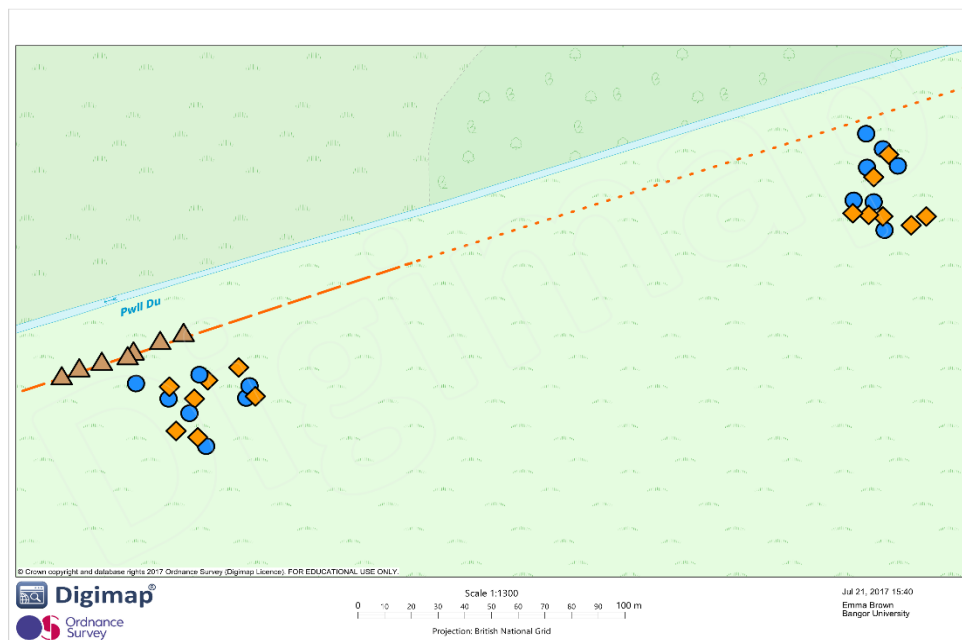 Pwll Du
© Crown copyright and database rights 2017 Ordnance Survey (Digimap Licence). FOR EDUCATIONAL USE ONLY.
Digimap®
Ordnance
Survey
Scale 1:1300
0 10 20 30 40 50 60 70 80 90 100 m
Projection: British National Grid
Jul 21, 2017 15:40
Emma Brown
Bangor University
Digimap